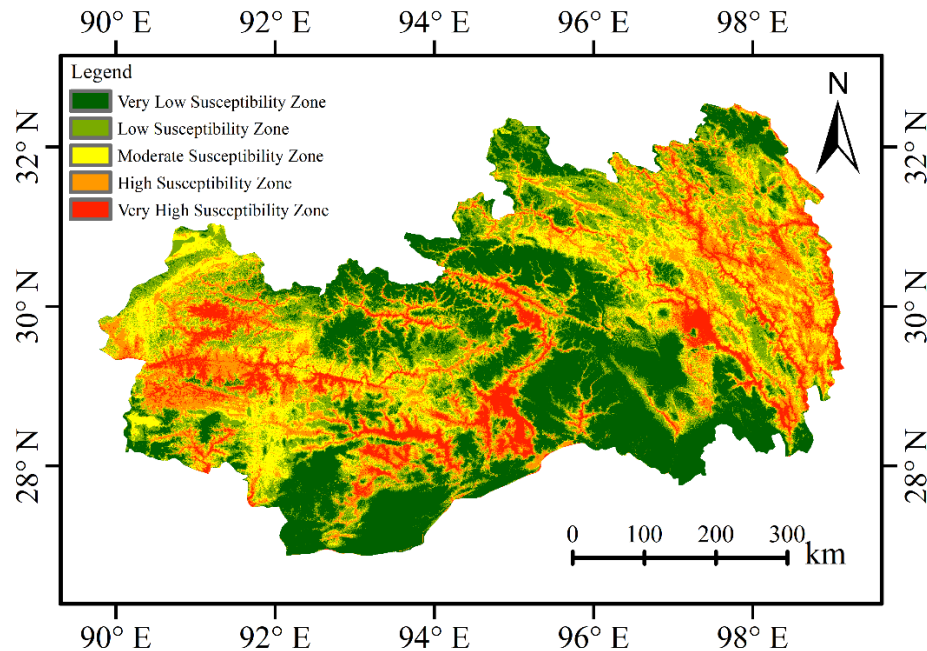 90° E 92° E 94° E 96° E 98° E
Legend
Very Low Susceptibility Zone
Low Susceptibility Zone
Moderate Susceptibility Zone
High Susceptibility Zone
Very High Susceptibility Zone
N
32° N 32° N
30° N 30° N
28° N 28° N
0 100 200 300
km
90° E 92° E 94° E 96° E 98° E